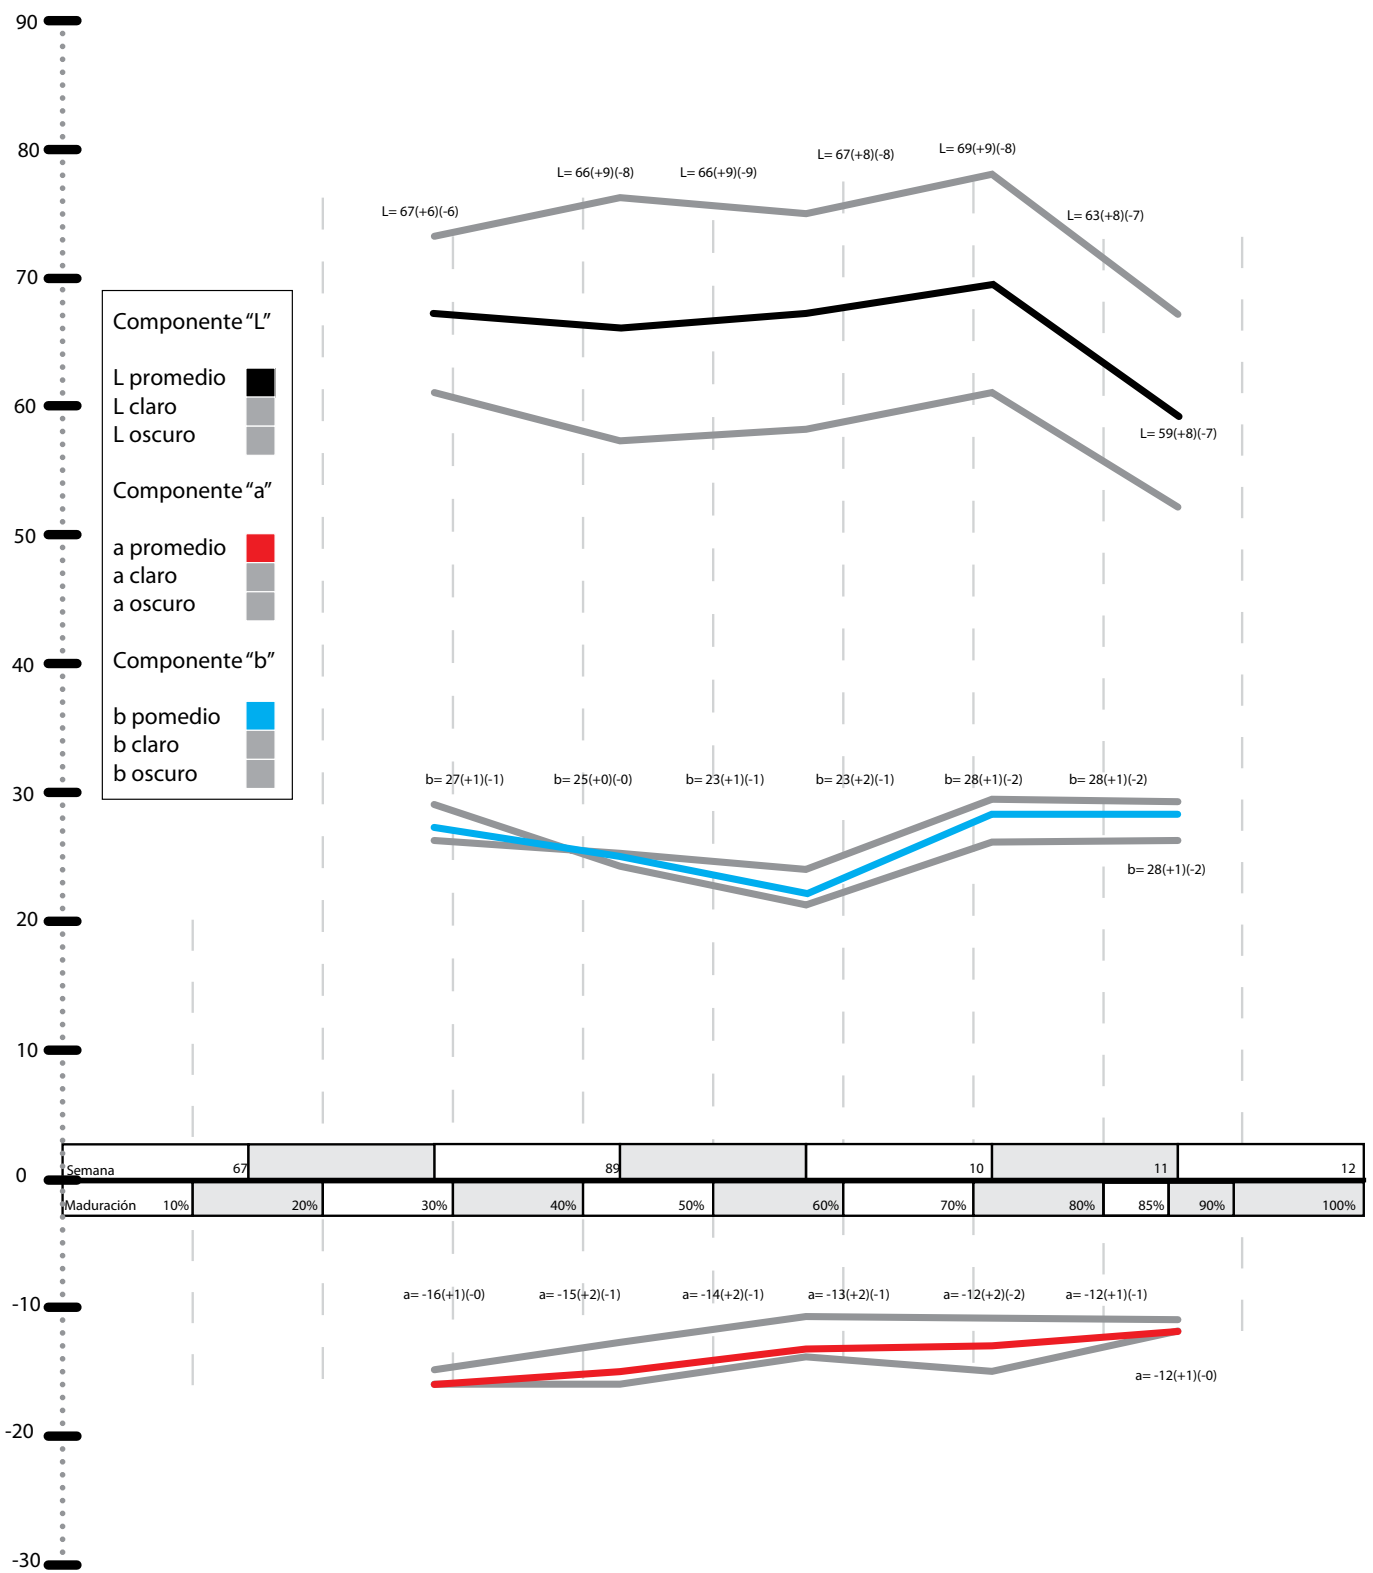 90
80
70
60
50
40
30
20
10
0
-10
-20
-30
L= 67(+6)(-6)
L= 66(+9)(-8)
L= 66(+9)(-9)
L= 67(+8)(-8)
L= 69(+9)(-8)
L= 63(+8)(-7)
L= 59(+8)(-7)
Componente “L”
L promedio
L claro
L oscuro
Componente “a”
a promedio
a claro
a oscuro
Componente “b”
b pomedio
b claro
b oscuro
b= 27(+1)(-1)
b= 25(+0)(-0)
b= 23(+1)(-1)
b= 23(+2)(-1)
b= 28(+1)(-2)
b= 28(+1)(-2)
b= 28(+1)(-2)
Semana 67 89 10 11 12
Maduración 10% 20% 30% 40% 50% 60% 70% 80% 85% 90% 100%
a= -16(+1)(-0)
a= -15(+2)(-1)
a= -14(+2)(-1)
a= -13(+2)(-1)
a= -12(+2)(-2)
a= -12(+1)(-1)
a= -12(+1)(-0)